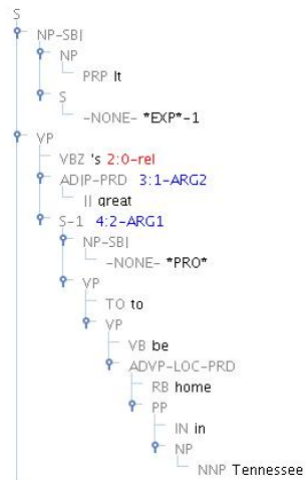 S
NP-SBJ
NP
PRP It
S
-NONE- *EXP*-1
VP
VBZ 's 2:0-rel
ADJP-PRD 3:1-ARG2
JJ great
S-1 4:2-ARG1
NP-SBJ
-NONE- *PRO*
VP
TO to
VP
VB be
ADVP-LOC-PRD
RB home
PP
IN in
NP
NNP Tennessee